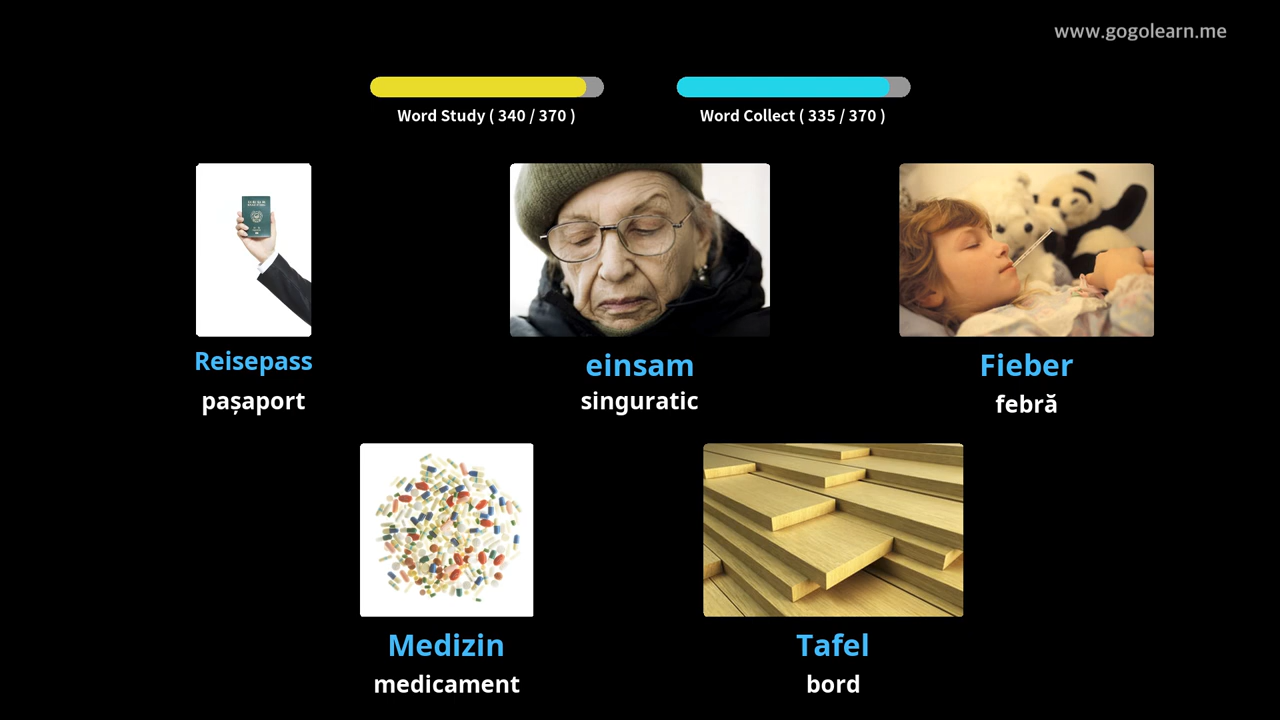 www.gogolearn.me
Word Study ( 340 / 370 )
Word Collect ( 335 / 370 )
Reisepass
pașaport
einsam
singuratic
Fieber
febră
Medizin
medicament
Tafel
bord